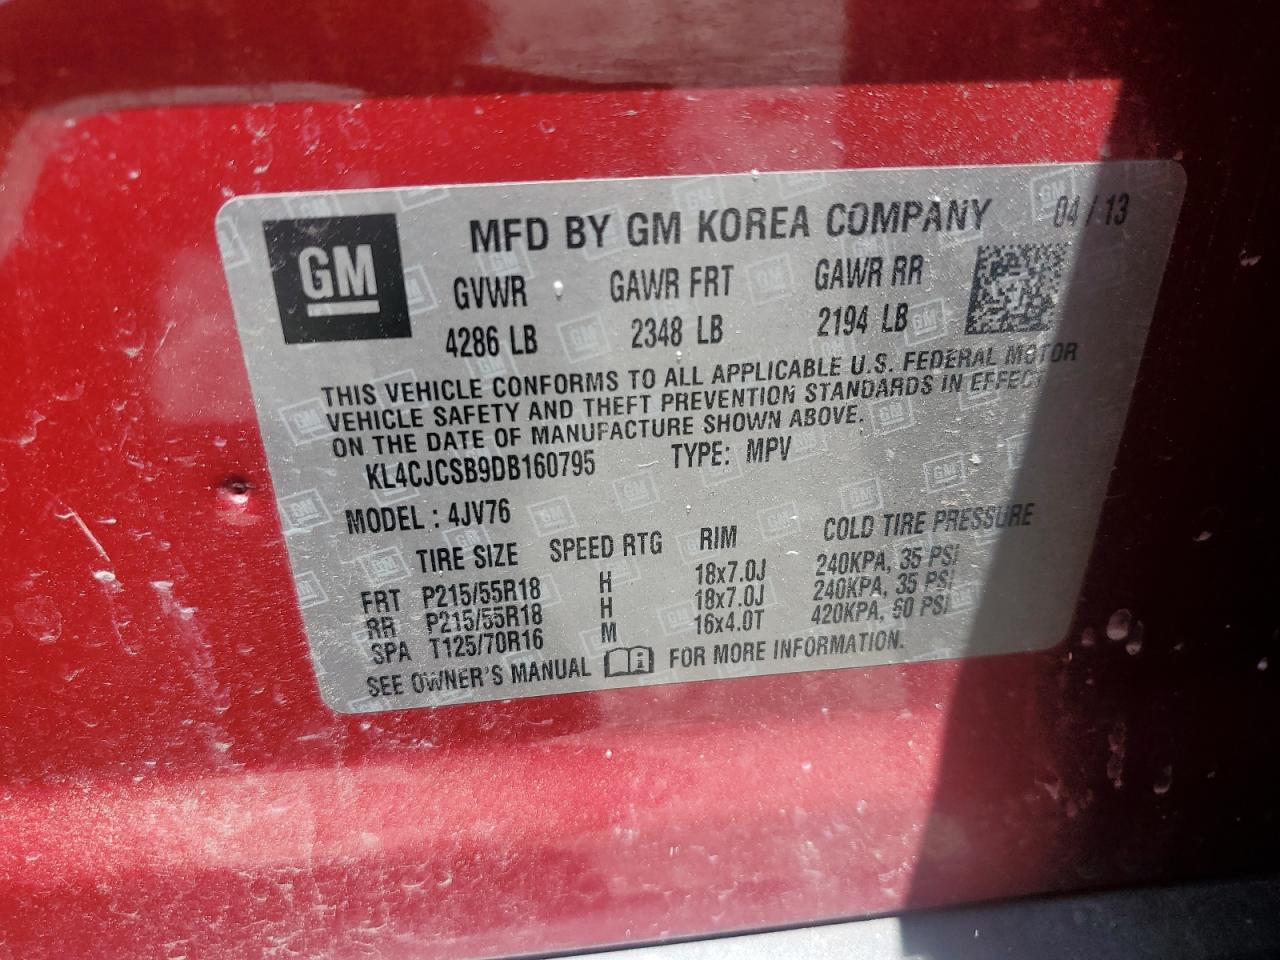 GM
MFD BY GM KOREA COMPANY 04 / 13
GVWR GAWR FRT GAWR RR
4286 LB 2348 LB 2194 LB
THIS VEHICLE CONFORMS TO ALL APPLICABLE U.S. FEDERAL MOTOR
VEHICLE SAFETY AND THEFT PREVENTION STANDARDS IN EFFECT
ON THE DATE OF MANUFACTURE SHOWN ABOVE.
KL4CJCSB9DB160795 TYPE: MPV
MODEL : 4JV76
TIRE SIZE SPEED RTG RIM COLD TIRE PRESSURE
FRT P215/55R18 H 18x7.0J 240KPA, 35 PSI
RR P215/55R18 H 18x7.0J 240KPA, 35 PSI
SPA T125/70R16 M 16x4.0T 420KPA, 60 PSI
SEE OWNER'S MANUAL FOR MORE INFORMATION.